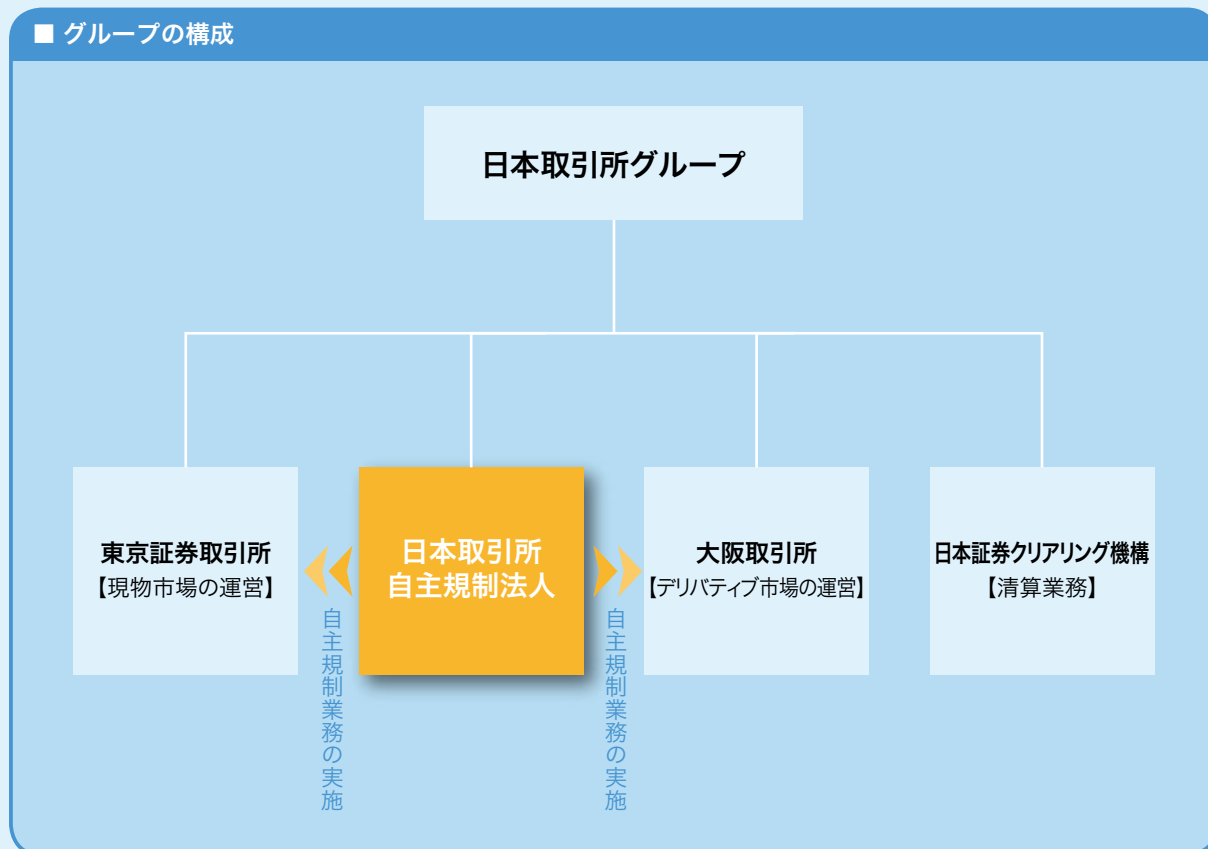 ■ グループの構成
日本取引所グループ
東京証券取引所
【現物市場の運営】
日本取引所
自主規制法人
大阪取引所
【デリバティブ市場の運営】
日本証券クリアリング機構
【清算業務】
自主規制業務の実施
自主規制業務の実施